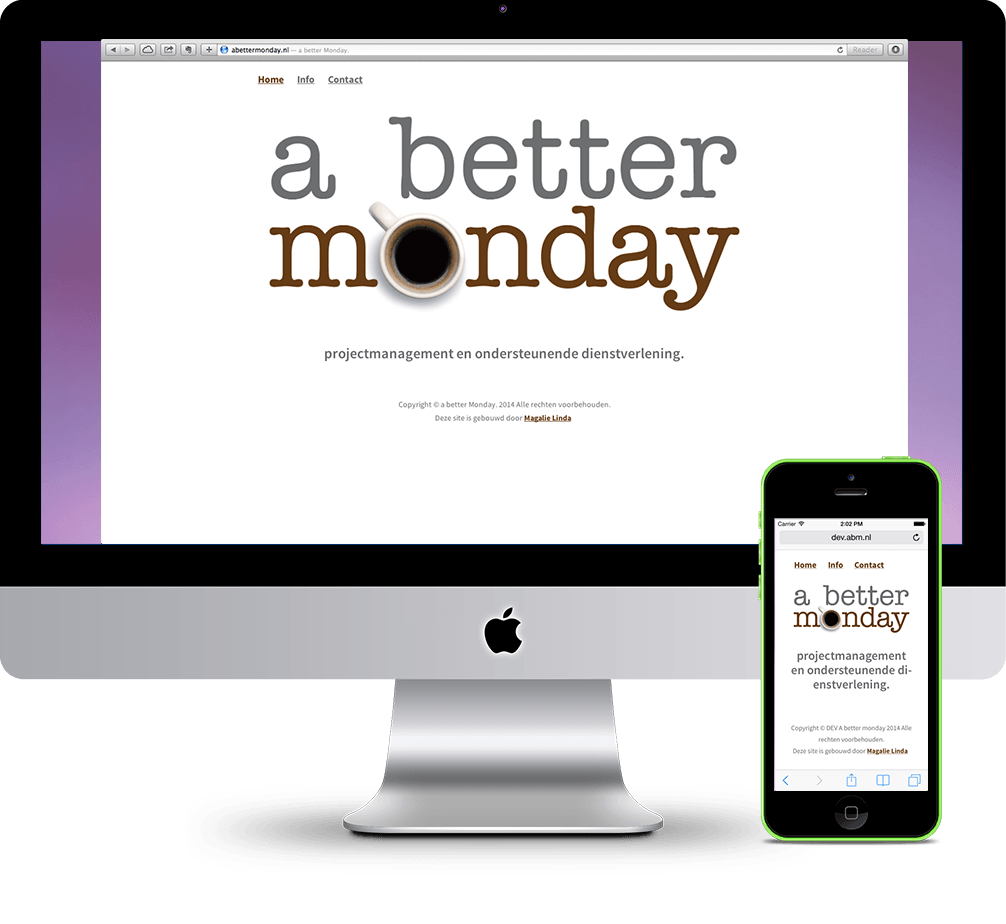 abettermonday.nl — a better Monday.
Reader
Home Info Contact
a better
monday
projectmanagement en ondersteunende dienstverlening.
Copyright © a better Monday. 2014 Alle rechten voorbehouden.
Deze site is gebouwd door Magalie Linda
Carrier 2:02 PM
dev.abm.nl
Home Info Contact
a better
monday
projectmanagement
en ondersteunende di-
enstverlening.
Copyright © DEV A better monday 2014 Alle
rechten voorbehouden.
Deze site is gebouwd door Magalie Linda